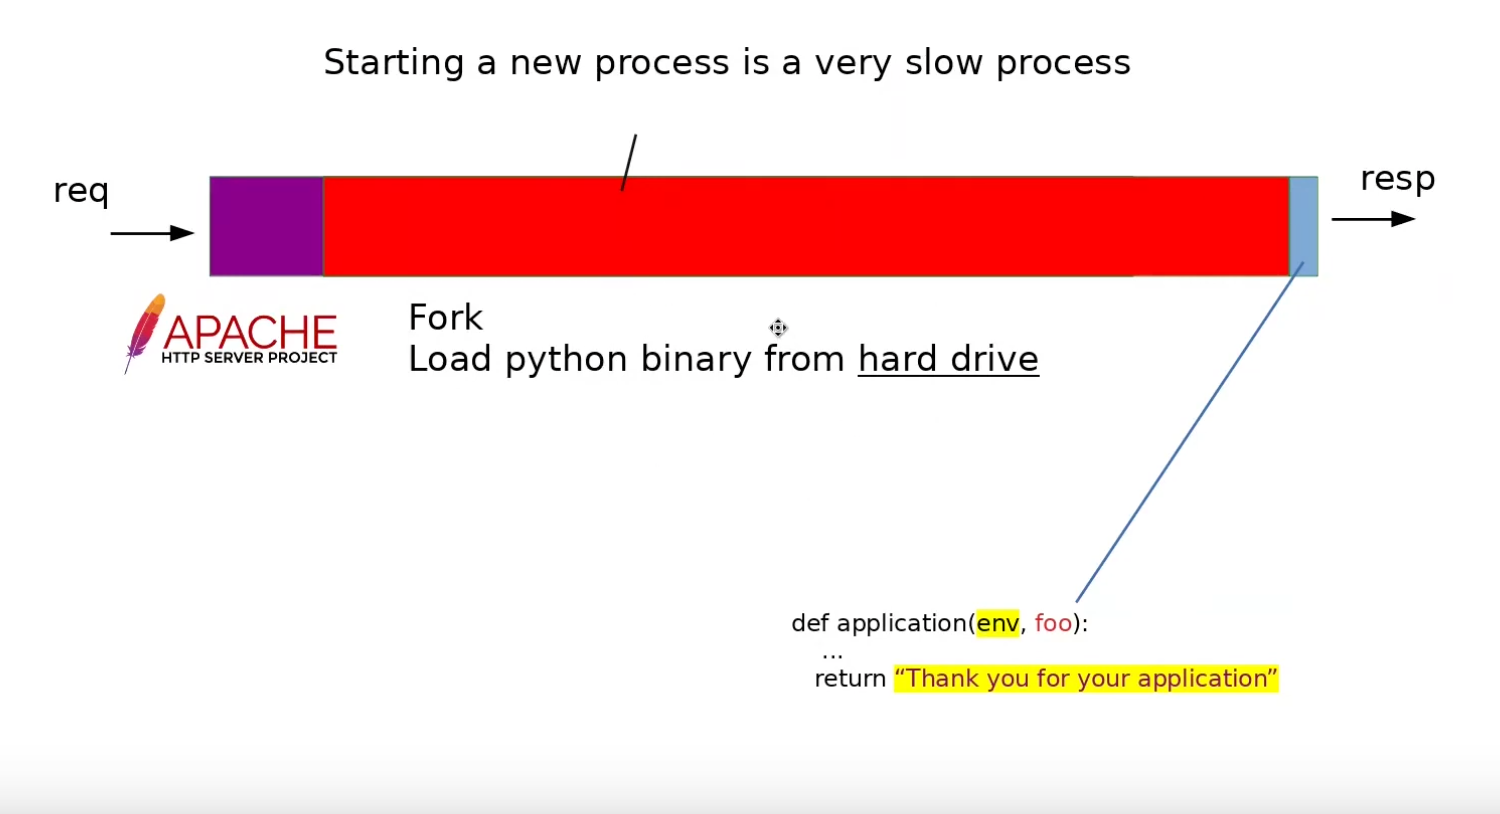 Starting a new process is a very slow process
req
resp
APACHE
HTTP SERVER PROJECT
Fork
Load python binary from hard drive
def application(env, foo):
...
return “Thank you for your application”